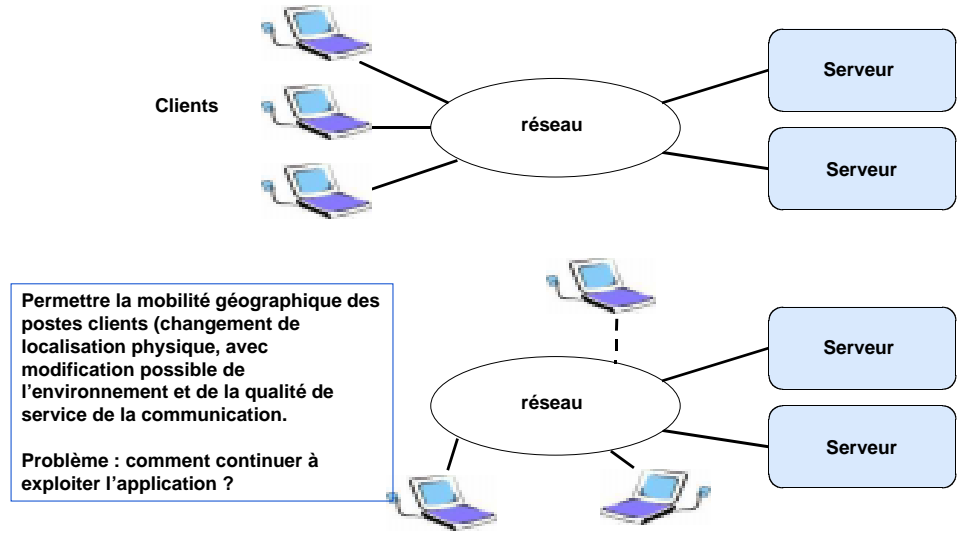 Serveur
Clients
réseau
Serveur
Permettre la mobilité géographique des
postes clients (changement de
localisation physique, avec
modification possible de
l'environnement et de la qualité de
service de la communication.
Problème : comment continuer à
exploiter l'application ?
Serveur
réseau
Serveur